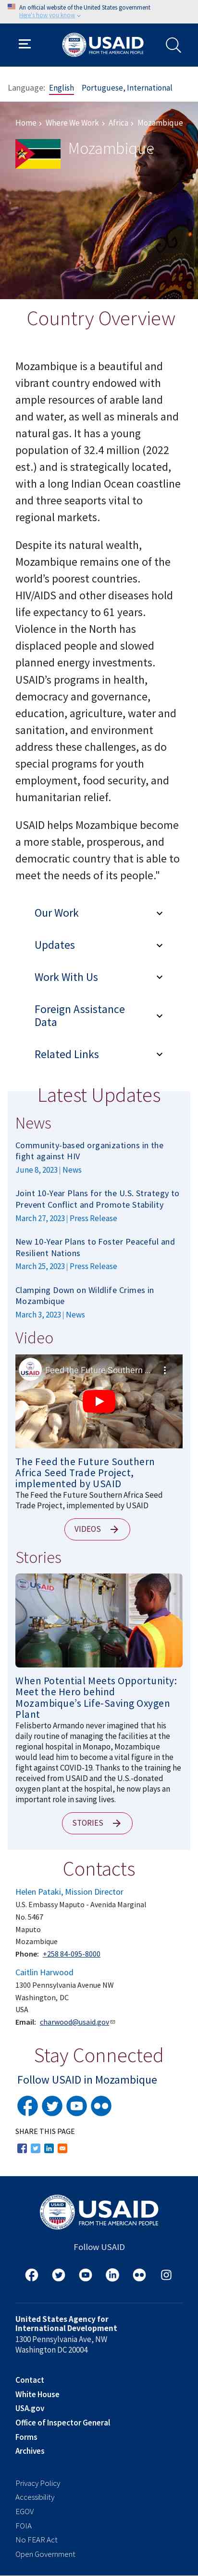 An official website of the United States government
Here's how you know
USAID
FROM THE AMERICAN PEOPLE
Language: English Portuguese, International
Home › Where We Work › Africa › Mozambique
Mozambique
Country Overview
Mozambique is a beautiful and
vibrant country endowed with
ample resources of arable land
and water, as well as minerals and
natural gas. It has a young
population of 32.4 million (2022
est.) and is strategically located,
with a long Indian Ocean coastline
and three seaports vital to
regional markets.
Despite its natural wealth,
Mozambique remains one of the
world’s poorest countries.
HIV/AIDS and other diseases hold
life expectancy to 61 years.
Violence in the North has
displaced people and slowed
planned energy investments.
USAID’s programs in health,
democracy and governance,
education, agriculture, water and
sanitation, and environment
address these challenges, as do
special programs for youth
employment, food security, and
humanitarian relief.
USAID helps Mozambique become
a more stable, prosperous, and
democratic country that is able to
meet the needs of its people."
Our Work
Updates
Work With Us
Foreign Assistance
Data
Related Links
Latest Updates
News
Community-based organizations in the
fight against HIV
June 8, 2023 | News
Joint 10-Year Plans for the U.S. Strategy to
Prevent Conflict and Promote Stability
March 27, 2023 | Press Release
New 10-Year Plans to Foster Peaceful and
Resilient Nations
March 25, 2023 | Press Release
Clamping Down on Wildlife Crimes in
Mozambique
March 3, 2023 | News
Video
Feed the Future Southern ...
The Feed the Future Southern
Africa Seed Trade Project,
implemented by USAID
The Feed the Future Southern Africa Seed
Trade Project, implemented by USAID
VIDEOS
Stories
USAID
When Potential Meets Opportunity:
Meet the Hero behind
Mozambique’s Life-Saving Oxygen
Plant
Felisberto Armando never imagined that his
daily routine of managing the facilities at the
regional hospital in Monapo, Mozambique
would lead him to becoming a vital figure in the
fight against COVID-19. Thanks to the training he
received from USAID and the U.S.-donated
oxygen plant at the hospital, he now plays an
important role in saving lives.
STORIES
Contacts
Helen Pataki, Mission Director
U.S. Embassy Maputo - Avenida Marginal
No. 5467
Maputo
Mozambique
Phone: +258 84-095-8000
Caitlin Harwood
1300 Pennsylvania Avenue NW
Washington, DC
USA
Email: charwood@usaid.gov
Stay Connected
Follow USAID in Mozambique
SHARE THIS PAGE
USAID
FROM THE AMERICAN PEOPLE
Follow USAID
United States Agency for
International Development
1300 Pennsylvania Ave, NW
Washington DC 20004
Contact
White House
USA.gov
Office of Inspector General
Forms
Archives
Privacy Policy
Accessibility
EGOV
FOIA
No FEAR Act
Open Government